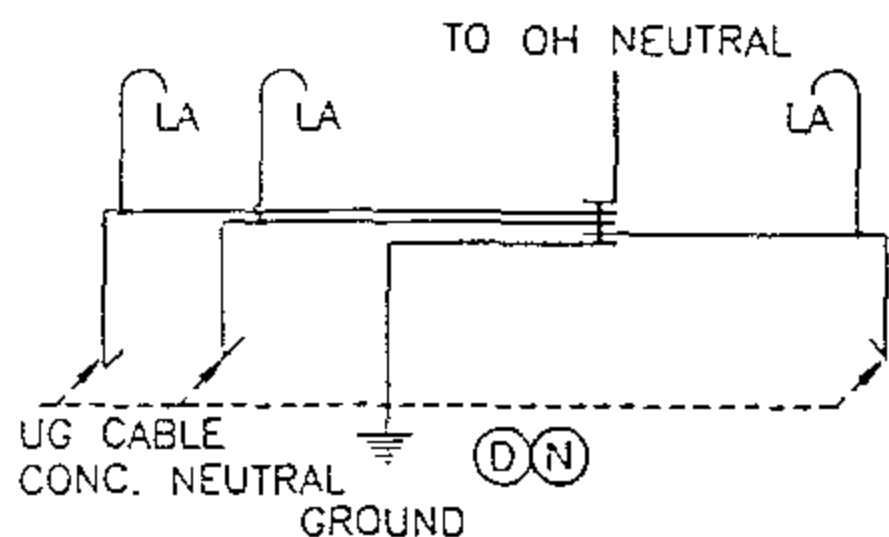 TO OH NEUTRAL
LA LA LA
UG CABLE
CONC. NEUTRAL
D N
GROUND